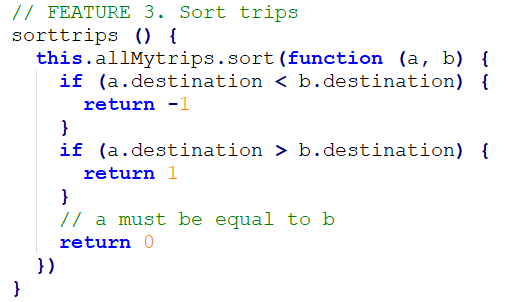 // FEATURE 3. Sort trips
sorttrips () {
  this.allMytrips.sort(function (a, b) {
    if (a.destination < b.destination) {
      return -1
    }
    if (a.destination > b.destination) {
      return 1
    }
    // a must be equal to b
    return 0
  })
}